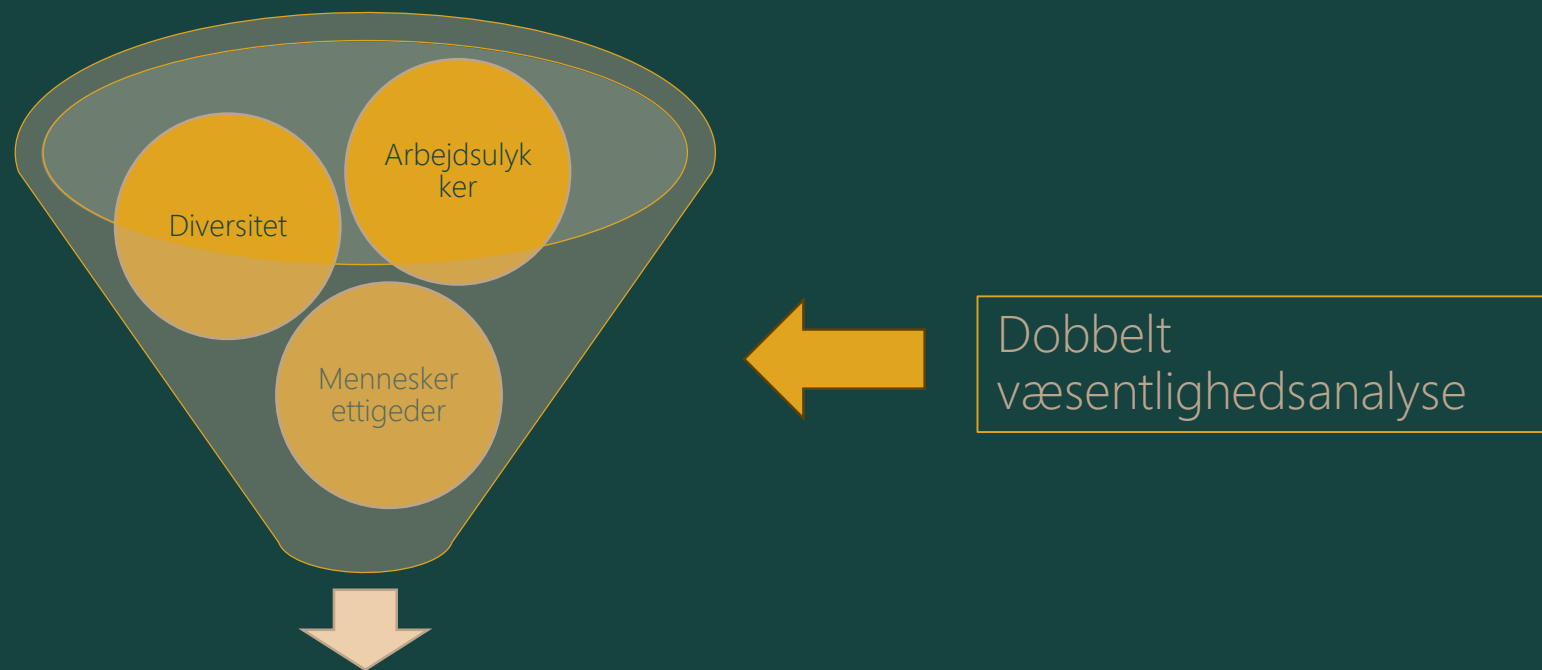 Arbejdsulyk
ker
Diversitet
Mennesker
ettigeder
Dobbelt
væsentlighedsanalyse